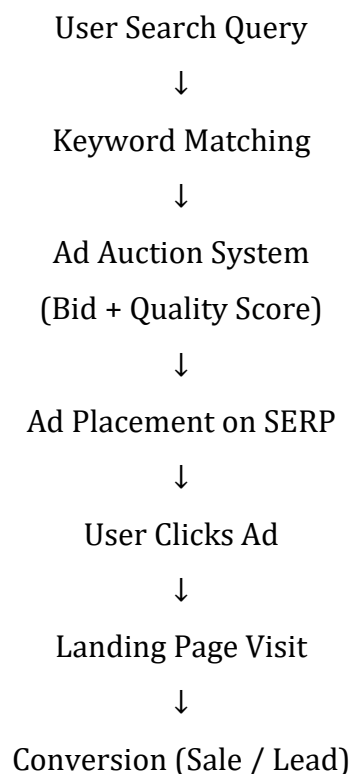 User Search Query
↓
Keyword Matching
↓
Ad Auction System
(Bid + Quality Score)
↓
Ad Placement on SERP
↓
User Clicks Ad
↓
Landing Page Visit
↓
Conversion (Sale / Lead)